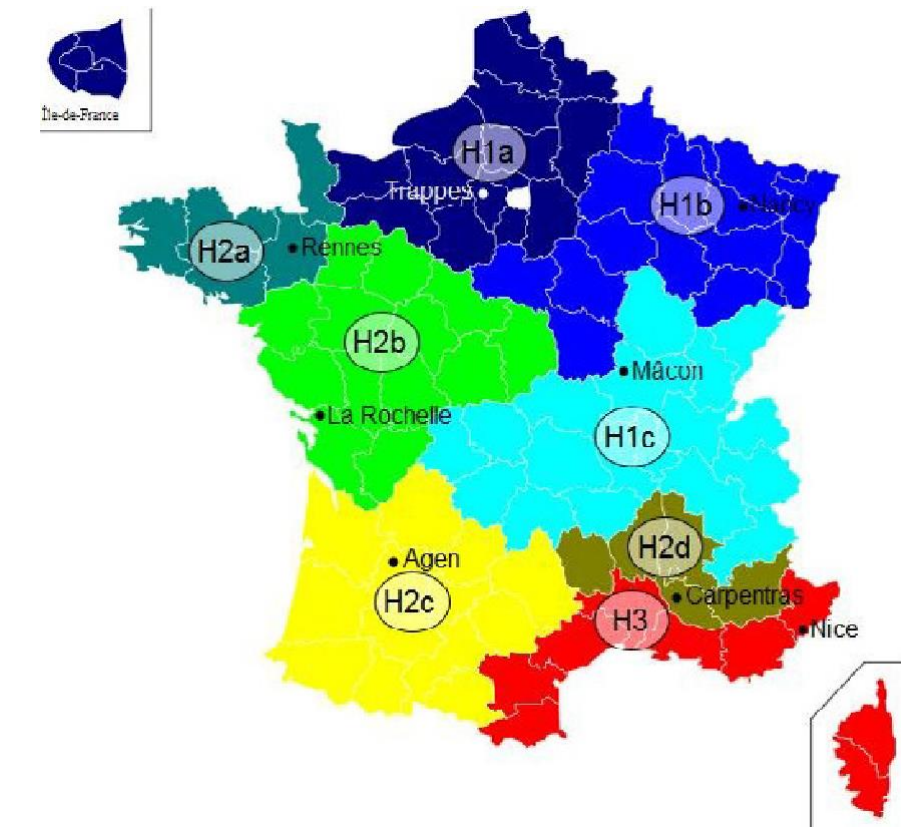 Île-de-France
H1a
Trappes
H1b
Nancy
H2a
Rennes
H2b
Mâcon
La Rochelle
H1c
H2d
Agen
H2c
Carpentras
H3
Nice